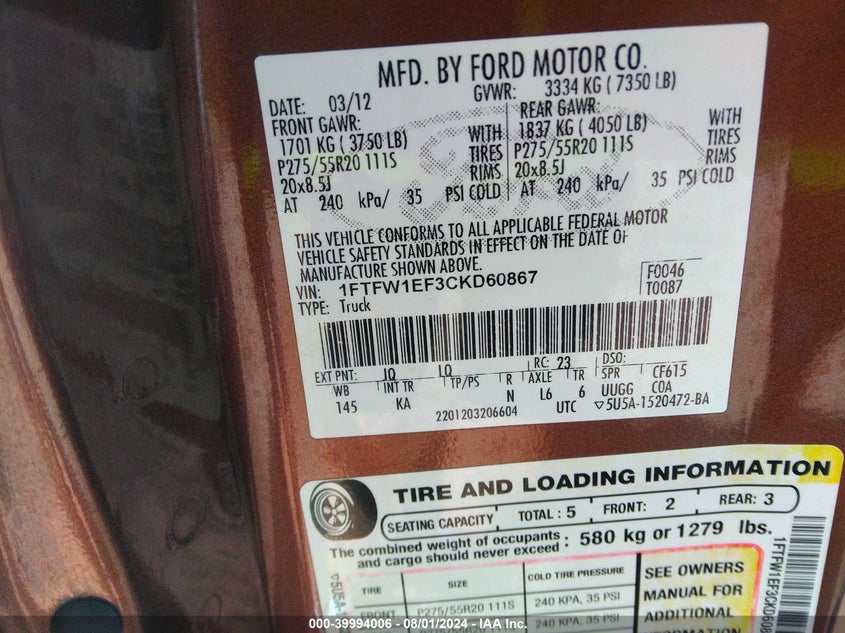 MFD. BY FORD MOTOR CO.
DATE: 03/12 GVWR: 3334 KG ( 7350 LB)
FRONT GAWR: REAR GAWR:
1701 KG ( 3750 LB) WITH 1837 KG ( 4050 LB) WITH
P275/55R20 111S TIRES P275/55R20 111S TIRES
20x8.5J RIMS 20x8.5J RIMS
AT 240 kPa/ 35 PSI COLD AT 240 kPa/ 35 PSI COLD
THIS VEHICLE CONFORMS TO ALL APPLICABLE FEDERAL MOTOR
VEHICLE SAFETY STANDARDS IN EFFECT ON THE DATE OF
MANUFACTURE SHOWN ABOVE.
VIN: 1FTFW1EF3CKD60867 F0046
TYPE: Truck T0087
EXT PNT: JQ LQ RC: 23 DSO:
WB INT TR TP/PS R AXLE TR SPR CF615
145 KA N L6 6 UUGG COA
2201203206604 UTC ▽5U5A-1520472-BA
TIRE AND LOADING INFORMATION
SEATING CAPACITY TOTAL : 5 FRONT: 2 REAR: 3
The combined weight of occupants and cargo should never exceed : 580 kg or 1279 lbs.
TIRE SIZE COLD TIRE PRESSURE SEE OWNERS
FRONT P275/55R20 111S 240 KPA, 35 PSI MANUAL FOR
ADDITIONAL
▽5U5A-
1FTFW1EF3CKD608
000-39994006 - 08/01/2024 - IAA Inc.